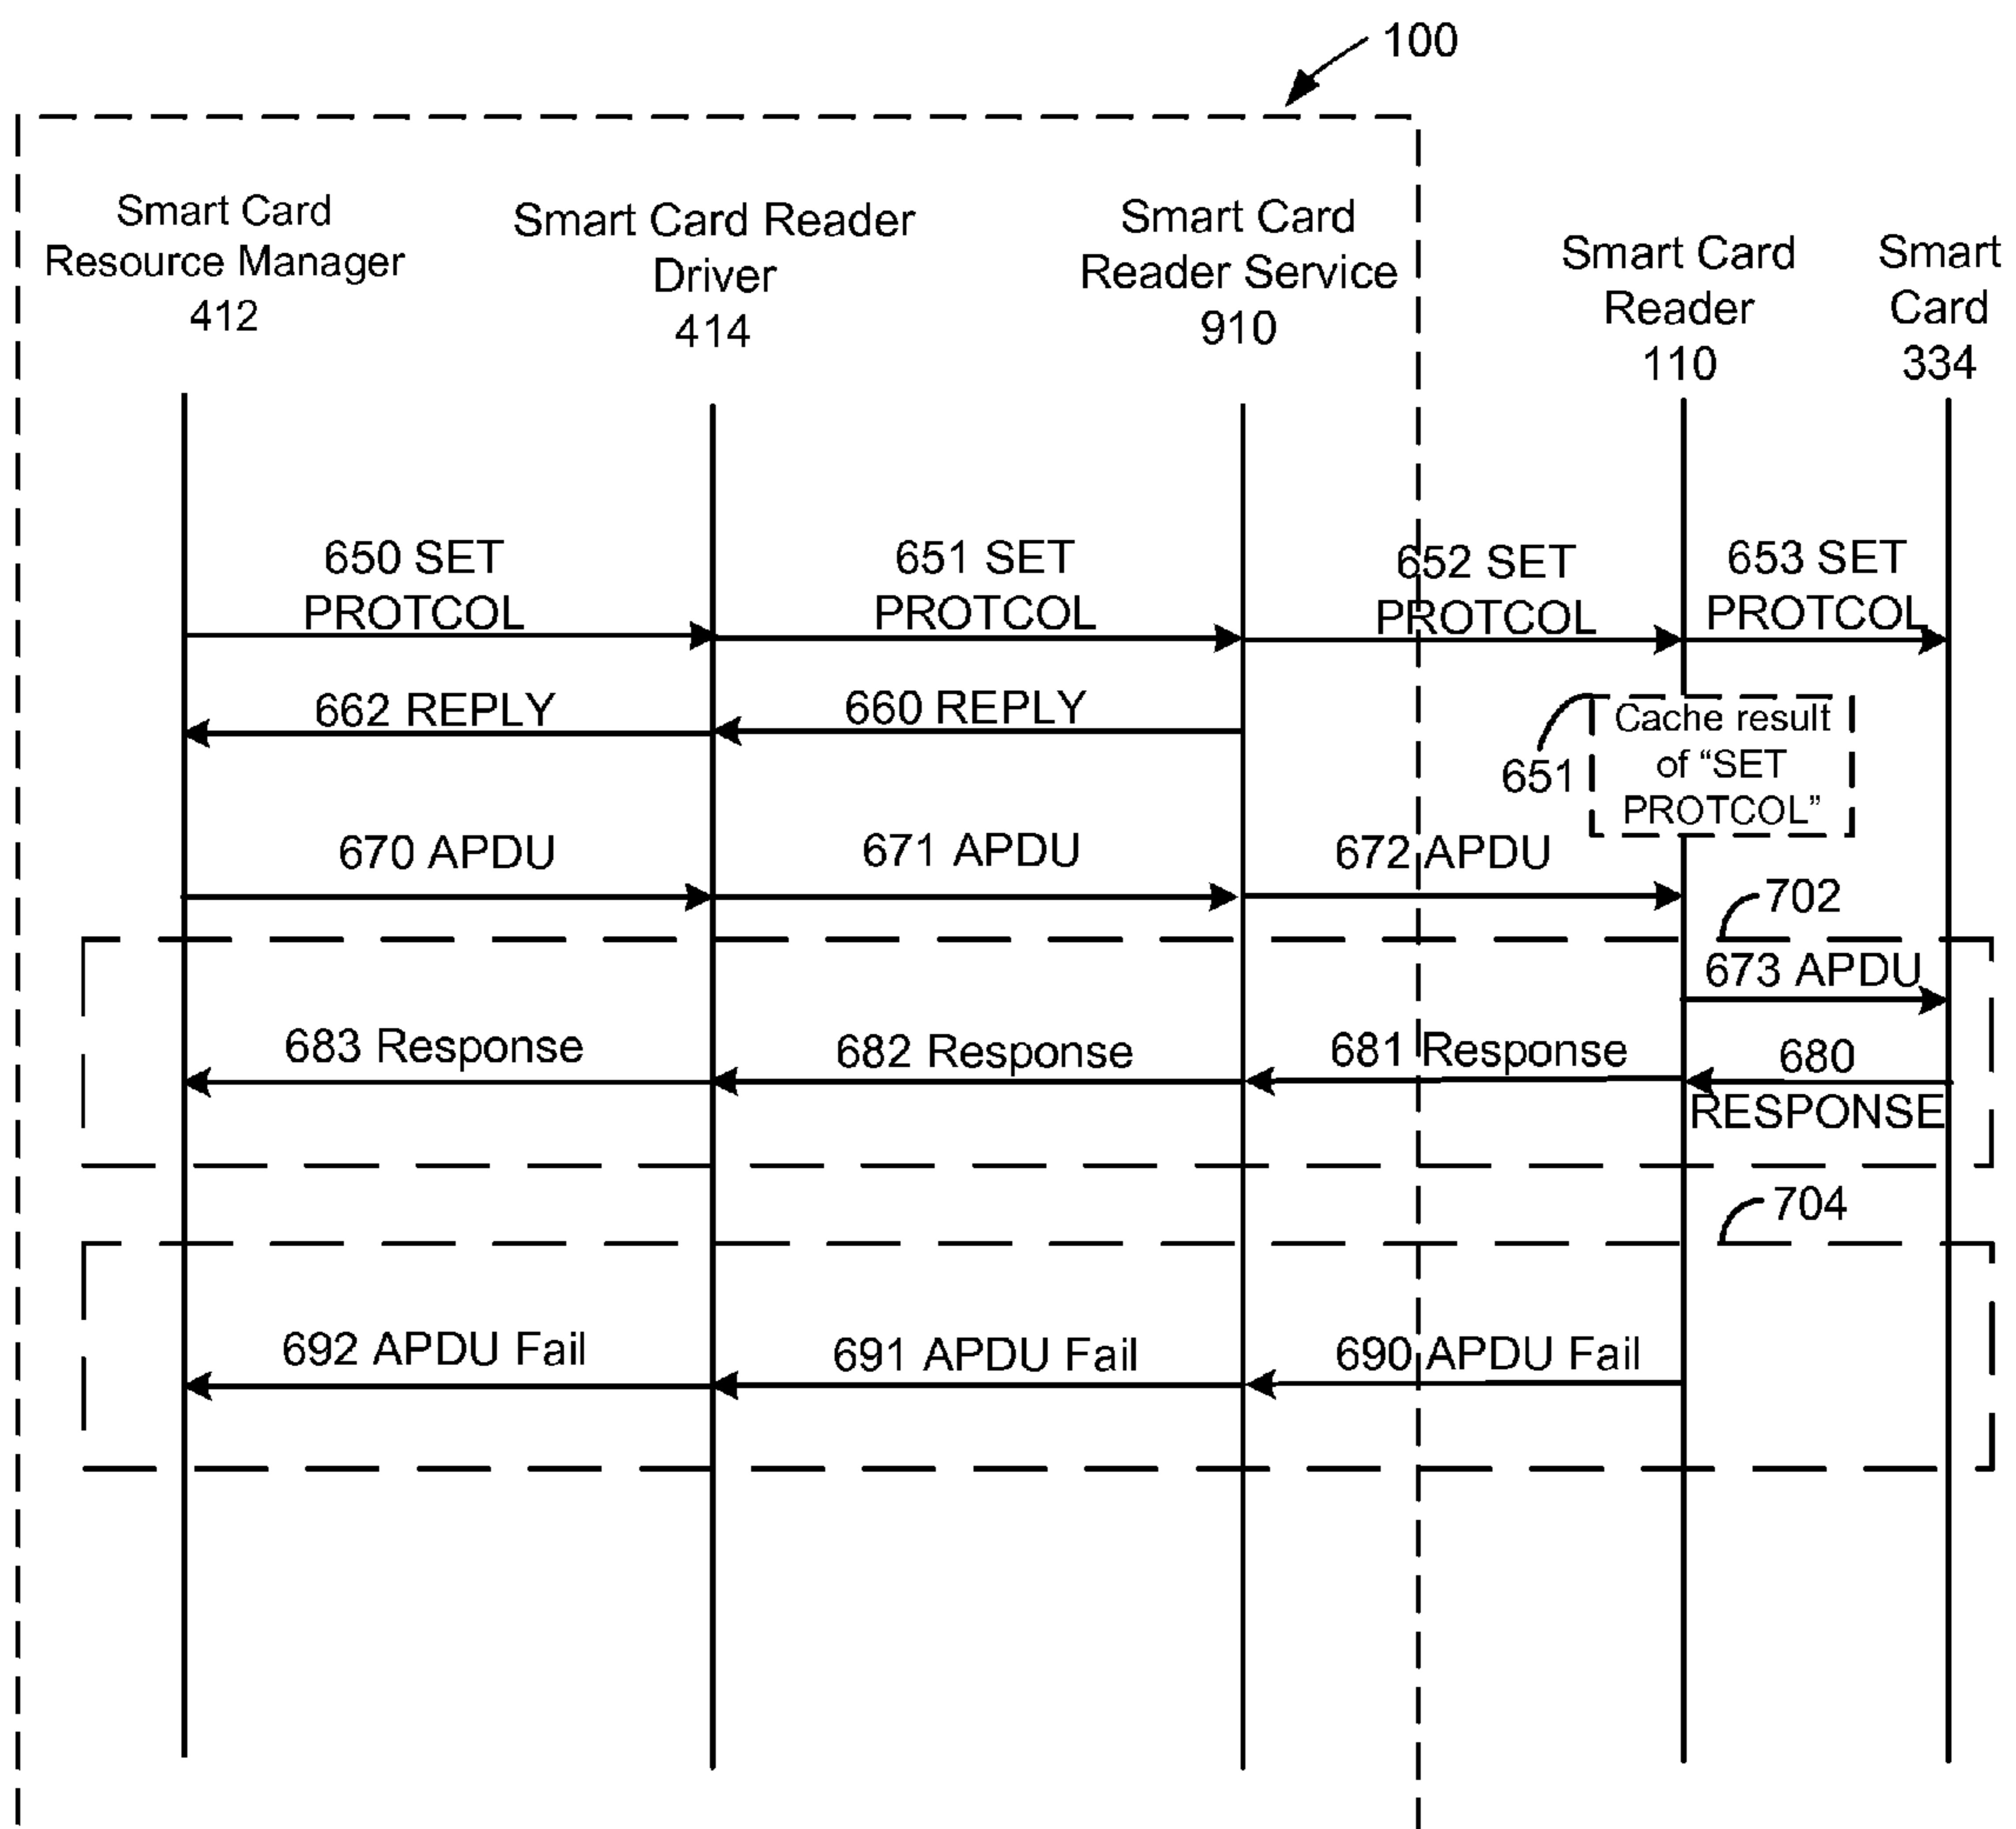 100
Smart Card
Resource Manager
412
Smart Card Reader
Driver
414
Smart Card
Reader Service
910
Smart Card
Reader
110
Smart
Card
334
650 SET
PROTCOL
651 SET
PROTCOL
652 SET
PROTCOL
653 SET
PROTCOL
662 REPLY
660 REPLY
651
Cache result
of “SET
PROTCOL”
670 APDU
671 APDU
672 APDU
702
673 APDU
683 Response
682 Response
681 Response
680
RESPONSE
704
692 APDU Fail
691 APDU Fail
690 APDU Fail